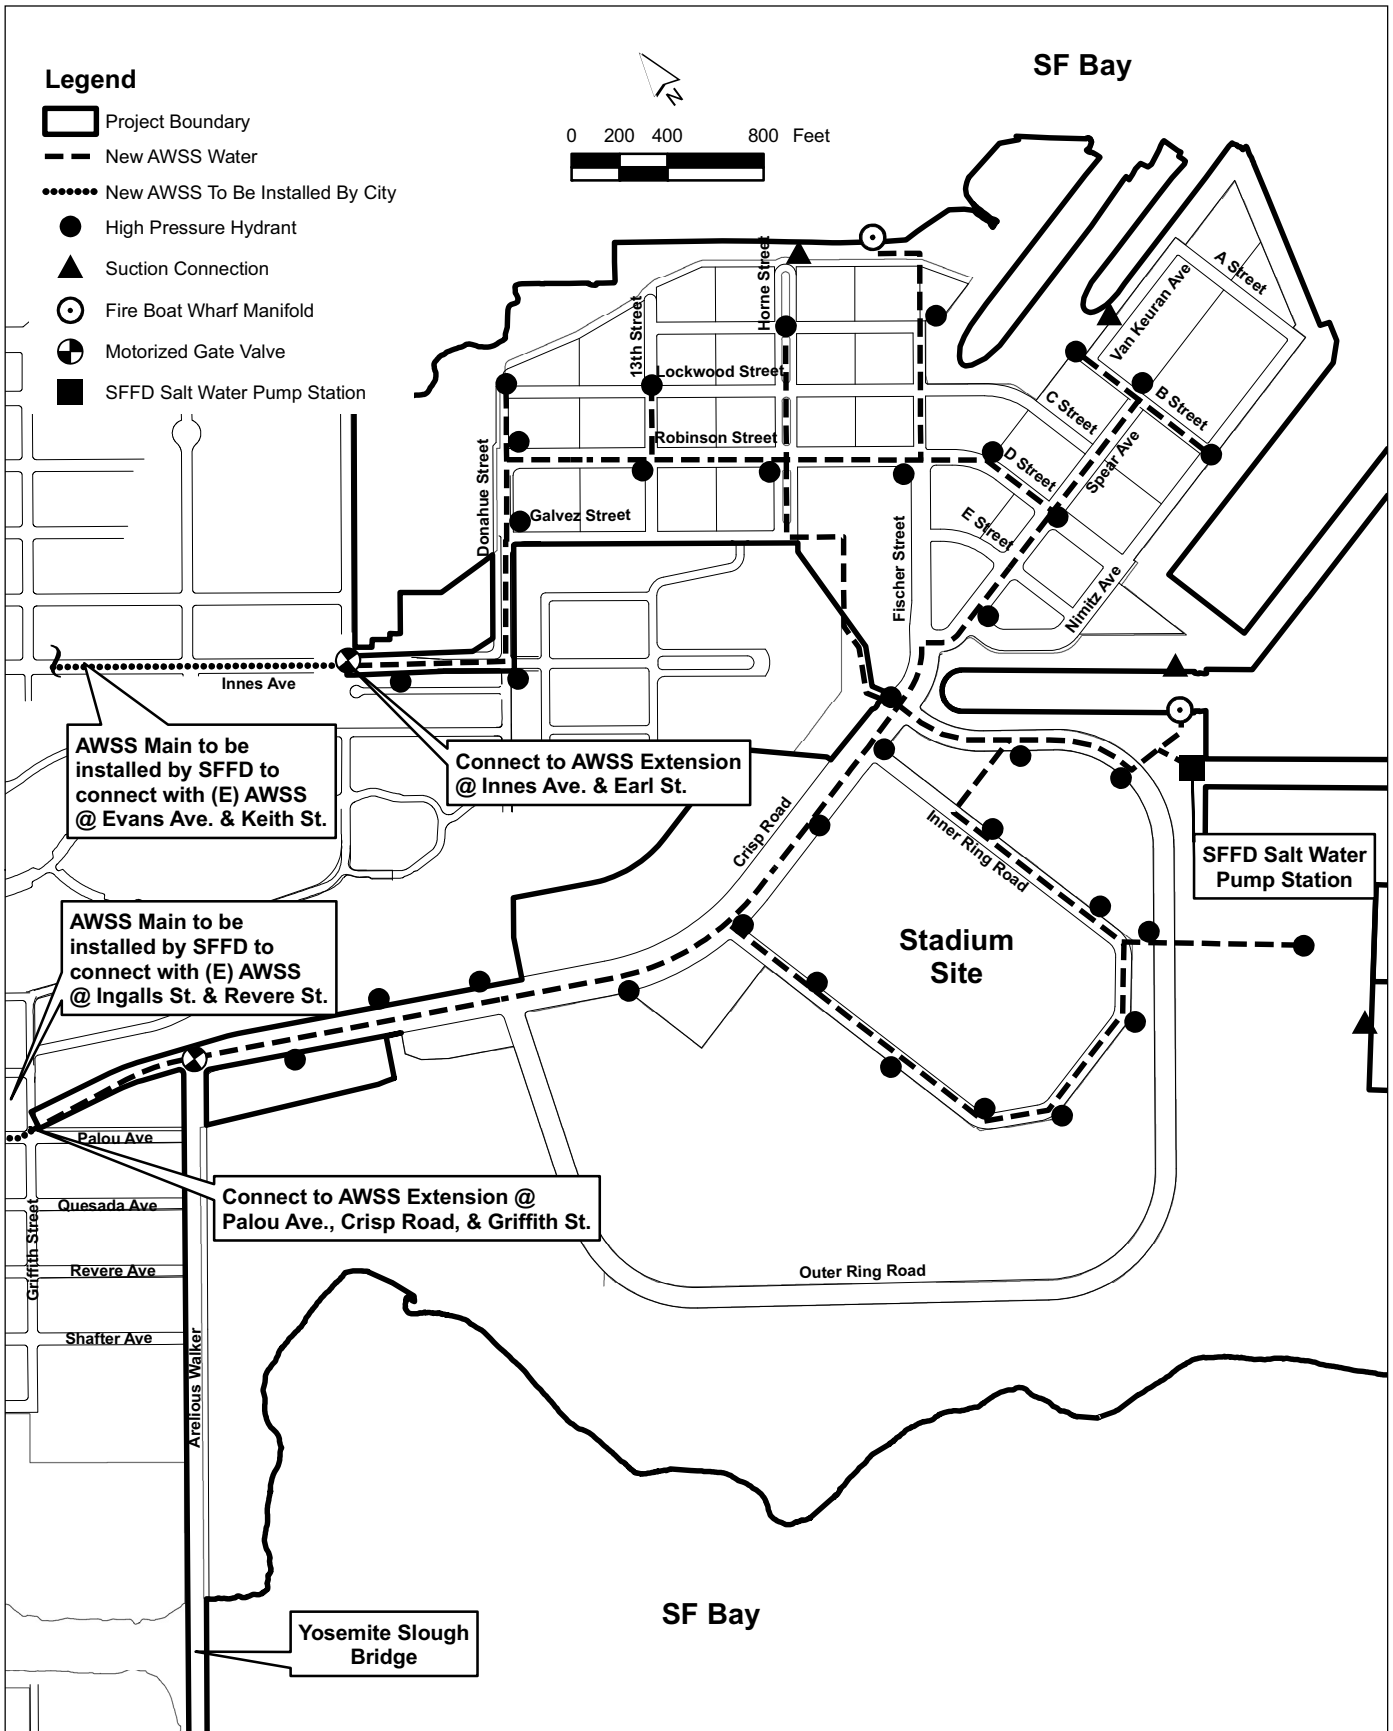 SF Bay
Legend
Project Boundary
New AWSS Water
New AWSS To Be Installed By City
High Pressure Hydrant
Suction Connection
Fire Boat Wharf Manifold
Motorized Gate Valve
SFFD Salt Water Pump Station
N
0 200 400 800 Feet
Horne Street
13th Street
Lockwood Street
Robinson Street
Donahue Street
Galvez Street
Fischer Street
A Street
Van Keuran Ave
B Street
C Street
Spear Ave
D Street
E Street
Nimitz Ave
Innes Ave
AWSS Main to be
installed by SFFD to
connect with (E) AWSS
@ Evans Ave. & Keith St.
Connect to AWSS Extension
@ Innes Ave. & Earl St.
Crisp Road
Inner Ring Road
SFFD Salt Water
Pump Station
AWSS Main to be
installed by SFFD to
connect with (E) AWSS
@ Ingalls St. & Revere St.
Stadium
Site
Palou Ave
Connect to AWSS Extension @
Palou Ave., Crisp Road, & Griffith St.
Quesada Ave
Griffith Street
Revere Ave
Outer Ring Road
Shafter Ave
Arelious Walker
SF Bay
Yosemite Slough
Bridge